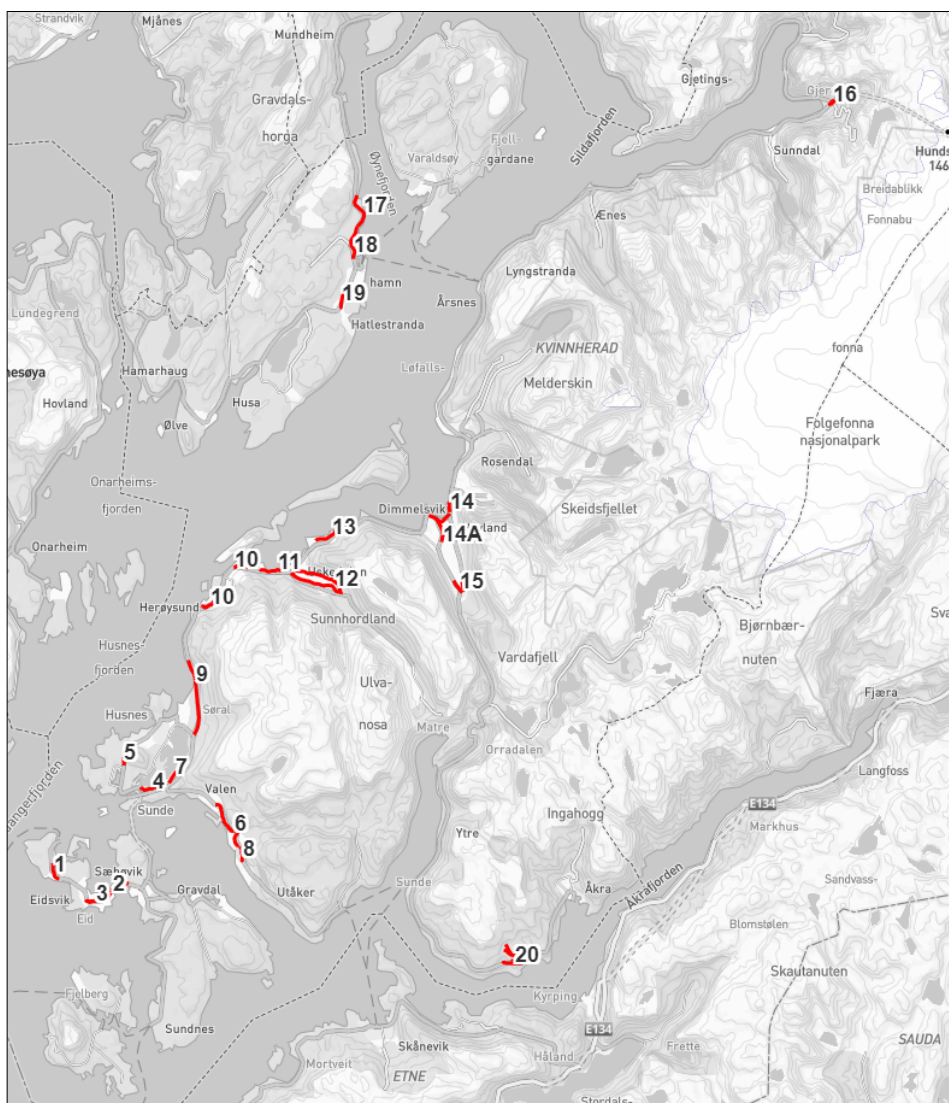 Strandvik
Mjånes
Mundheim
Gravdals-
horga
Øynefjorden
Varaldsøy
Fjell-
gardane
Sildafjorden
Gjetings-
Gjer
16
Sunndal
Hunds
146
Breidablikk
Fonnabu
17
18
Ænes
hamn
Lyngstranda
19
Årsnes
Hatlestranda
Lundegrend
KVINNHERAD
fonna
Løfalls-
Melderskin
Hamarhaug
nesøya
Husa
Hovland
Ølve
Folgefonna
nasjonalpark
Rosendal
Onarheims-
fjorden
Skeidsfjellet
Dimmelsvik
14
14A
13
Onarheim
10
11
12
15
Herøysund
10
Sunnhordland
Bjørnbær-
nuten
Husnes-
fjorden
Vardafjell
9
Ulva-
nosa
Fjæra
Søral
Husnes
Matre
Orradalen
5
7
4
Valen
Langfoss
E134
Sunde
Ingahogg
Markhus
6
Ytre
8
1
Sæbøvik
2
Sunde
Åkra
Åkrafjorden
Sandvass-
Eidsvik
3
Gravdal
Utåker
Eid
Blomstølen
20
Skautanuten
Fjelberg
Kyrping
Sundnes
E134
Skånevik
Håland
Frette
SAUDA
Mortveit
ETNE
Stordals-